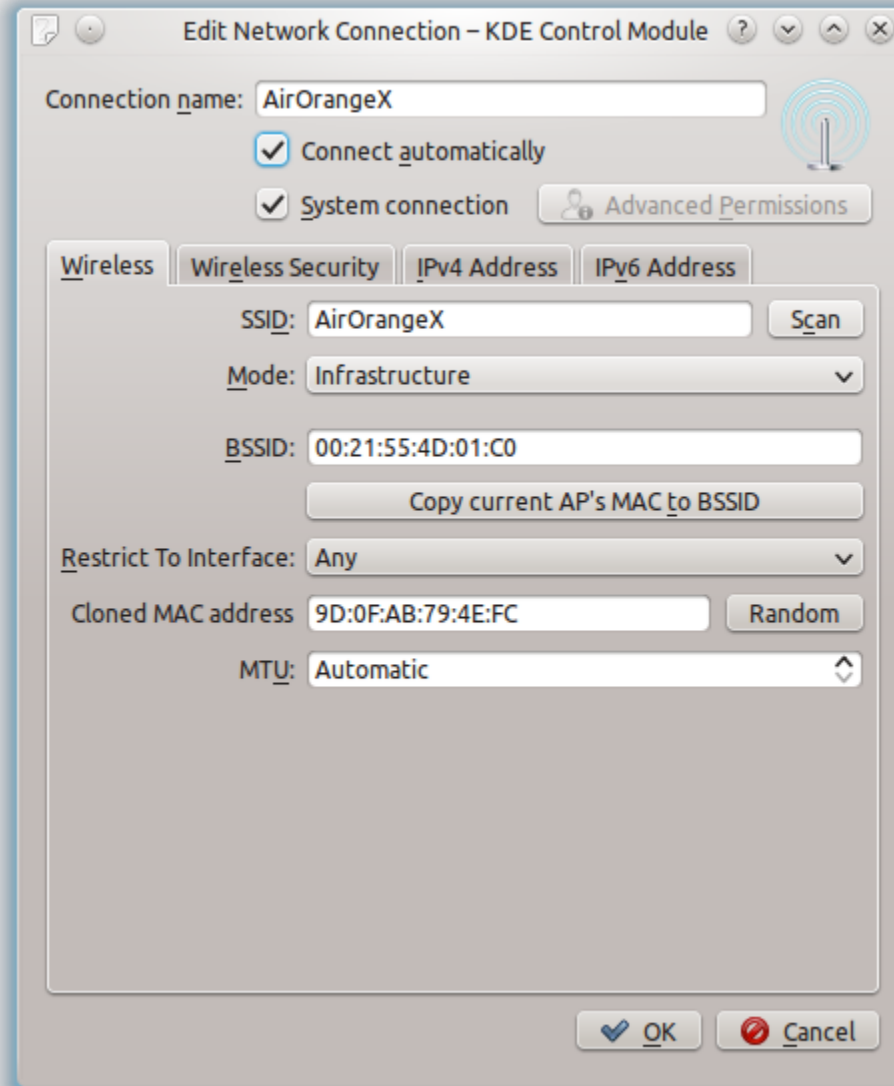 Edit Network Connection – KDE Control Module
Connection name: AirOrangeX
Connect automatically
System connection Advanced Permissions
Wireless Wireless Security IPv4 Address IPv6 Address
SSID: AirOrangeX Scan
Mode: Infrastructure
BSSID: 00:21:55:4D:01:C0
Copy current AP's MAC to BSSID
Restrict To Interface: Any
Cloned MAC address 9D:0F:AB:79:4E:FC Random
MTU: Automatic
OK Cancel